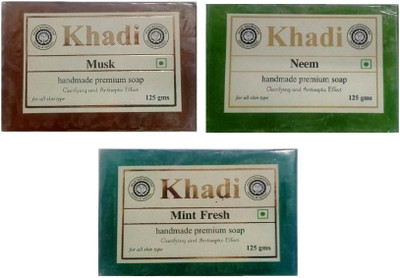 Khadi
Musk
handmade premium soap
Clarifying and Antiseptic Effect
for all skin type
125 gms
Khadi
Neem
handmade premium soap
Clarifying and Antiseptic Effect
for all skin type
125 gms
Khadi
Mint Fresh
handmade premium soap
Clarifying and Antiseptic Effect
for all skin type
125 gms